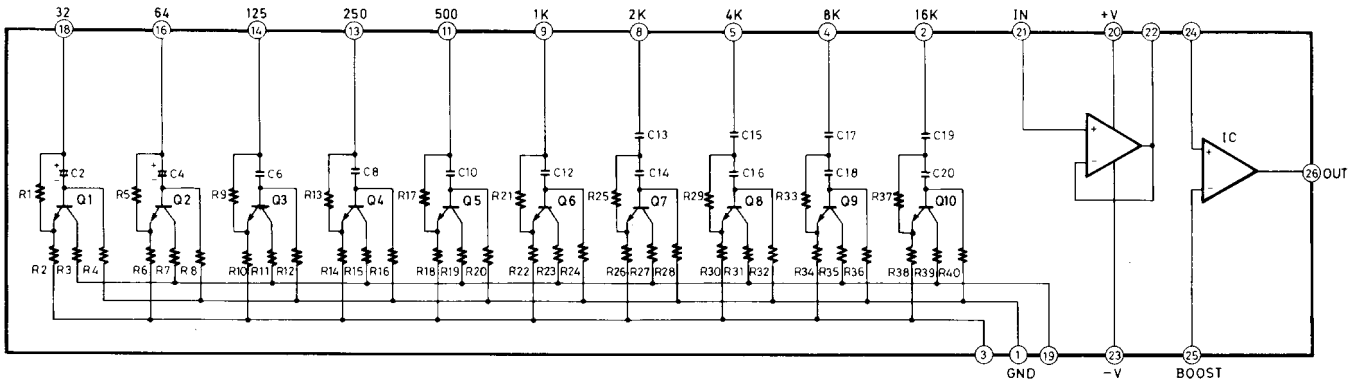 32 64 125 250 500 1K 2K 4K 8K 16K IN +V
18 16 14 13 11 9 8 5 4 2 21 20 22 24
C13 C15 C17 C19
+ IC
C2 C4 C6 C8 C10 C12 C14 C16 C18 C20 - +
+ +
R1 R5 R9 R13 R17 R21 R25 R29 R33 R37 -
26 OUT
Q1 Q2 Q3 Q4 Q5 Q6 Q7 Q8 Q9 Q10
R2 R3 R4 R6 R7 R8 R10 R11 R12 R14 R15 R16 R18 R19 R20 R22 R23 R24 R26 R27 R28 R30 R31 R32 R34 R35 R36 R38 R39 R40
3 1 19 23 25
GND -V BOOST